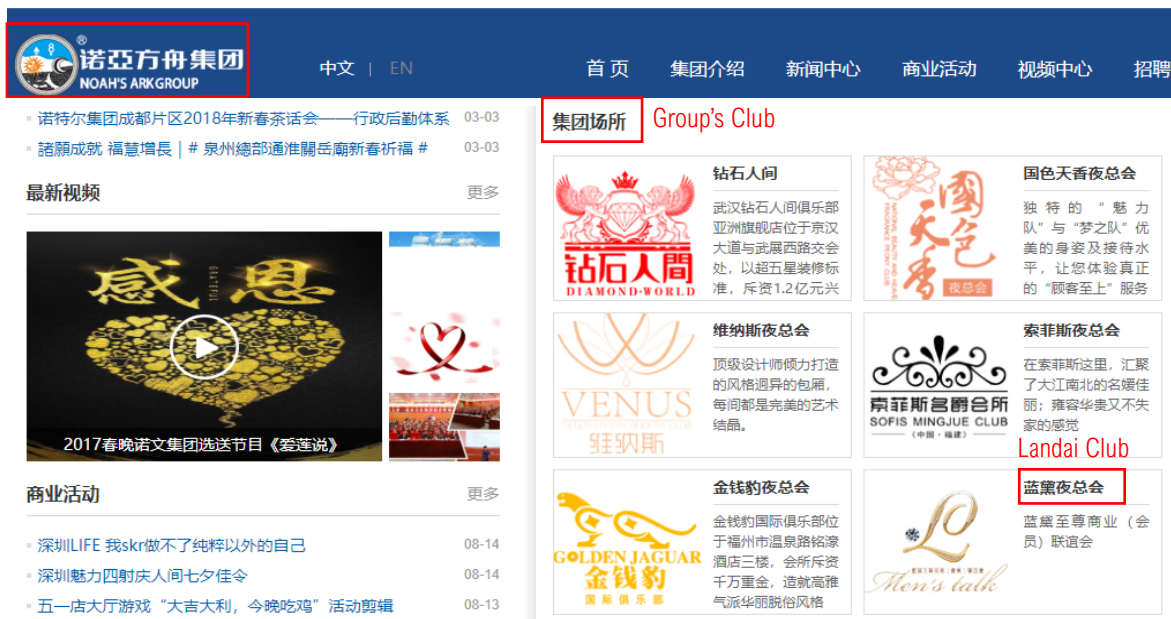 诺亞方舟集团
®
NOAH'S ARK GROUP
中文 | EN
首 页 集团介绍 新闻中心 商业活动 视频中心 招聘
诺特尔集团成都片区2018年新春茶话会——行政后勤体系 03-03
諸願成就 福慧增長 | # 泉州總部通淮關岳廟新春祈福 # 03-03
最新视频 更多
感恩
GRATEFUL
2017春晚诺文集团选送节目《爱莲说》
商业活动 更多
深圳LIFE 我skr做不了纯粹以外的自己 08-14
深圳魅力四射庆人间七夕佳令 08-14
五一店大厅游戏“大吉大利，今晚吃鸡”活动剪辑 08-13
集团场所 Group's Club
钻石人間
DIAMOND-WORLD
钻石人间
武汉钻石人间俱乐部
亚洲旗舰店位于京汉
大道与武展西路交会
处，以超五星装修标
准，斥资1.2亿元兴
國色天香
夜总会
国色天香夜总会
独特的“魅力
队”与“梦之队”优
美的身姿及接待水
平，让您体验真正
的“顾客至上”服务
VENUS
维纳斯
维纳斯夜总会
顶级设计师倾力打造
的风格迥异的包厢，
每间都是完美的艺术
结晶。
索菲斯名爵会所
SOFIS MINGJUE CLUB
（中国·福建）
索菲斯夜总会
在索菲斯这里，汇聚
了大江南北的名媛佳
丽；雍容华贵又不失
家的感觉
Landai Club
GOLDEN JAGUAR
金钱豹
国际俱乐部
金钱豹夜总会
金钱豹国际俱乐部位
于福州市温泉路铭濠
酒店三楼，会所斥资
千万重金，造就高雅
气派华丽脱俗风格
Men's talk
蓝黛夜总会
蓝黛至尊商业（会
员）联谊会